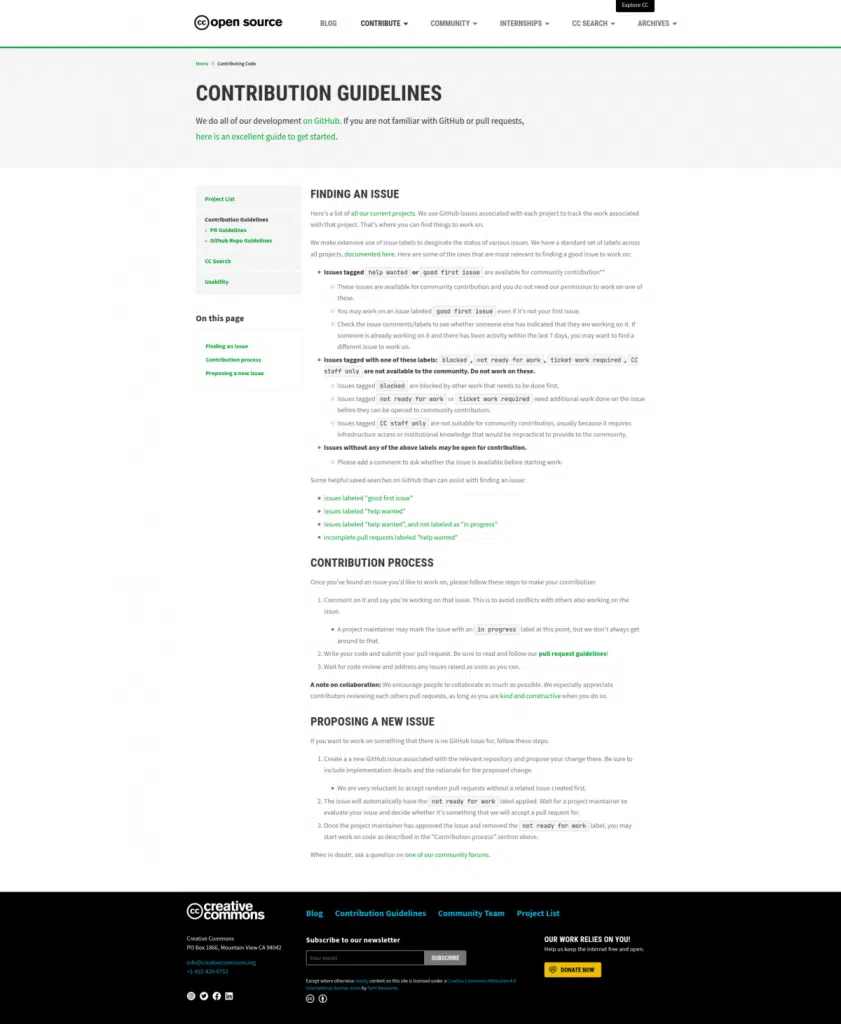 Explore CC
cc open source
BLOG
CONTRIBUTE
COMMUNITY
INTERNSHIPS
CC SEARCH
ARCHIVES
Home > Contributing Code
CONTRIBUTION GUIDELINES
We do all of our development on GitHub. If you are not familiar with GitHub or pull requests,
here is an excellent guide to get started.
Project List
Contribution Guidelines
PR Guidelines
Github Repo Guidelines
CC Search
Usability
On this page
Finding an issue
Contribution process
Proposing a new issue
FINDING AN ISSUE
Here's a list of all our current projects. We use GitHub issues associated with each project to track the work associated
with that project. That's where you can find things to work on.
We make extensive use of issue labels to designate the status of various issues. We have a standard set of labels across
all projects, documented here. Here are some of the ones that are most relevant to finding a good issue to work on:
Issues tagged help wanted or good first issue are available for community contribution**
These issues are available for community contribution and you do not need our permission to work on one of
these.
You may work on an issue labeled good first issue even if it's not your first issue.
Check the issue comments/labels to see whether someone else has indicated that they are working on it. If
someone is already working on it and there has been activity within the last 7 days, you may want to find a
different issue to work on.
Issues tagged with one of these labels: blocked, not ready for work, ticket work required, CC
staff only are not available to the community. Do not work on these.
Issues tagged blocked are blocked by other work that needs to be done first.
Issues tagged not ready for work or ticket work required need additional work done on the issue
before they can be opened to community contributors.
Issues tagged CC staff only are not suitable for community contribution, usually because it requires
infrastructure access or institutional knowledge that would be impractical to provide to the community.
Issues without any of the above labels may be open for contribution.
Please add a comment to ask whether the issue is available before starting work.
Some helpful saved searches on GitHub than can assist with finding an issue:
issues labeled "good first issue"
issues labeled "help wanted"
issues labeled "help wanted", and not labeled as "in progress"
incomplete pull requests labeled "help wanted"
CONTRIBUTION PROCESS
Once you've found an issue you'd like to work on, please follow these steps to make your contribution:
1. Comment on it and say you're working on that issue. This is to avoid conflicts with others also working on the
issue.
A project maintainer may mark the issue with an in progress label at this point, but we don't always get
around to that.
2. Write your code and submit your pull request. Be sure to read and follow our pull request guidelines!
3. Wait for code review and address any issues raised as soon as you can.
A note on collaboration: We encourage people to collaborate as much as possible. We especially appreciate
contributors reviewing each others pull requests, as long as you are kind and constructive when you do so.
PROPOSING A NEW ISSUE
If you want to work on something that there is no GitHub issue for, follow these steps:
1. Create a a new GitHub issue associated with the relevant repository and propose your change there. Be sure to
include implementation details and the rationale for the proposed change.
We are very reluctant to accept random pull requests without a related issue created first.
2. The issue will automatically have the not ready for work label applied. Wait for a project maintainer to
evaluate your issue and decide whether it's something that we will accept a pull request for.
3. Once the project maintainer has approved the issue and removed the not ready for work label, you may
start work on code as described in the "Contribution process" section above.
When in doubt, ask a question on one of our community forums.
cc creative
commons
Creative Commons
PO Box 1866, Mountain View CA 94042
info@creativecommons.org
+1-415-429-6753
Blog
Contribution Guidelines
Community Team
Project List
Subscribe to our newsletter
Your email
SUBSCRIBE
Except where otherwise noted, content on this site is licensed under a Creative Commons Attribution 4.0
International license. Icons by Font Awesome.
OUR WORK RELIES ON YOU!
Help us keep the internet free and open.
DONATE NOW